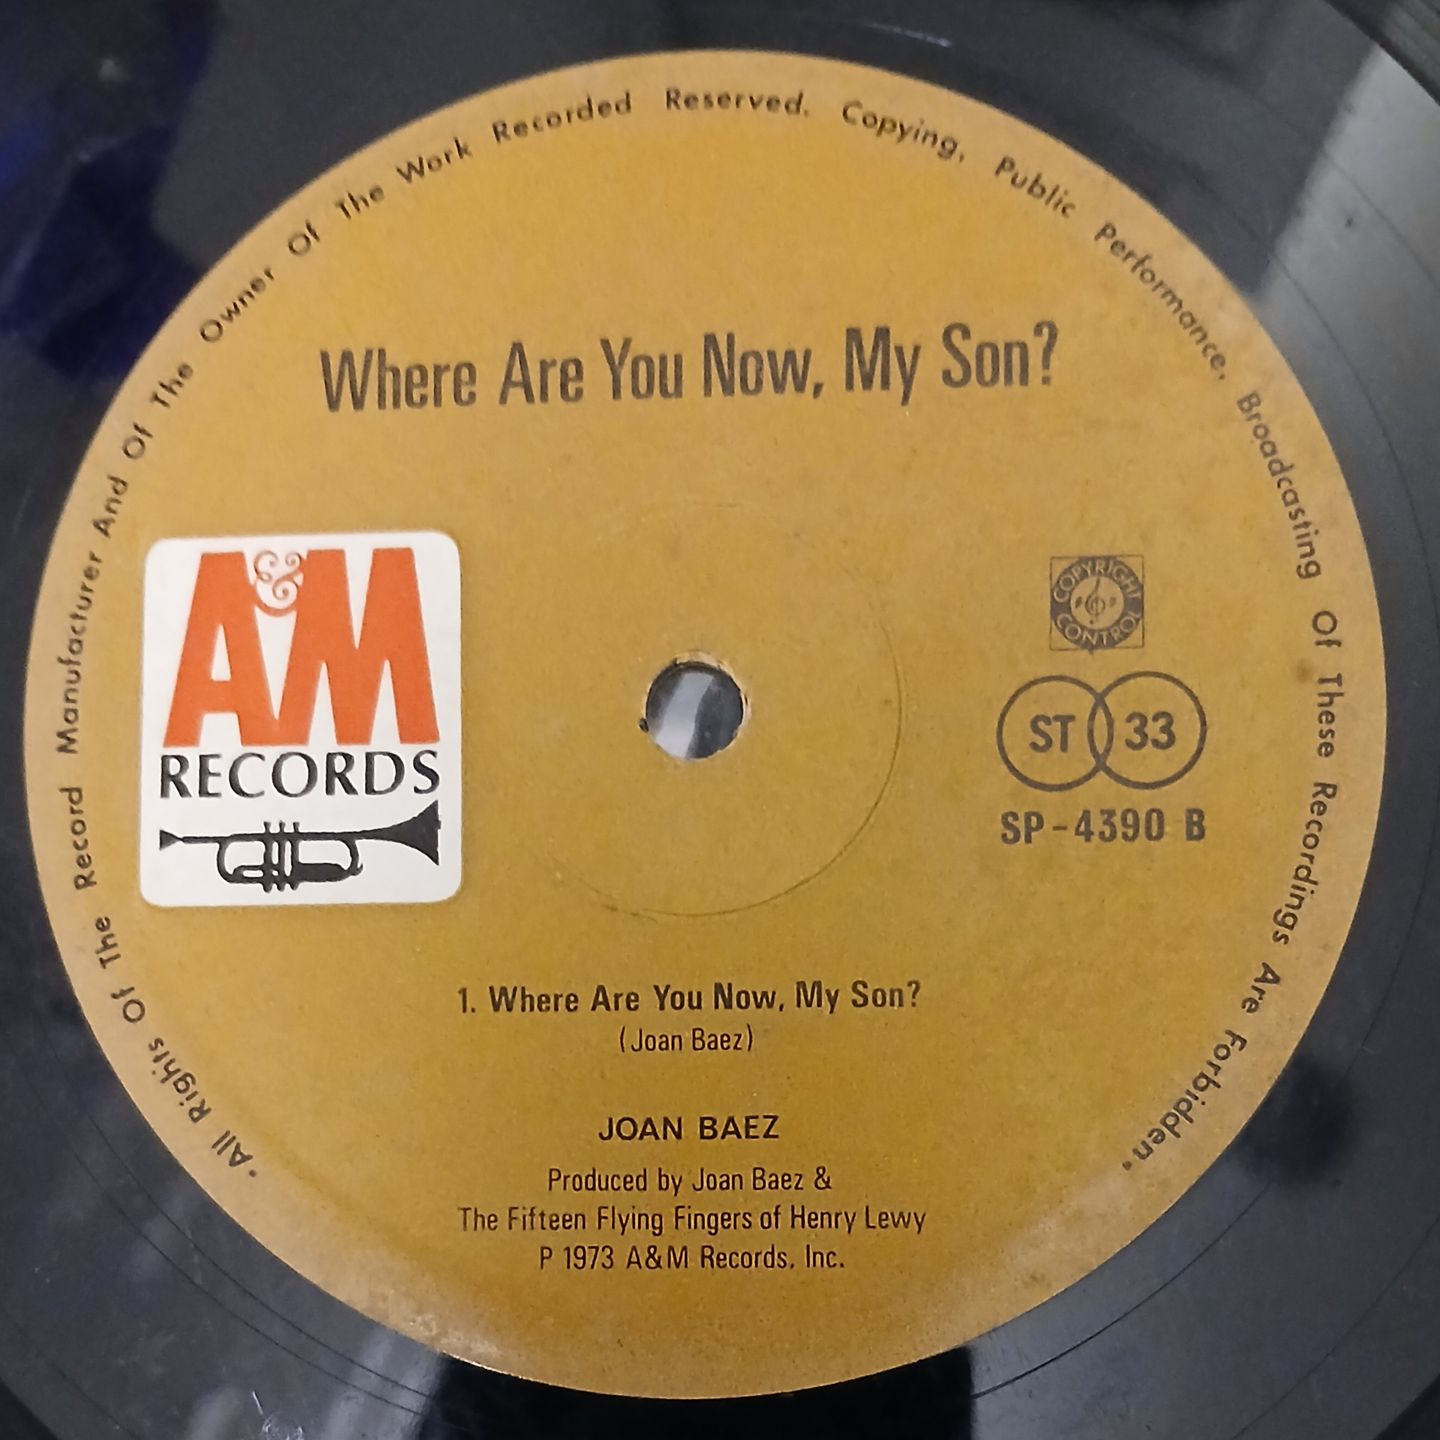 ·All Rights Of The Record Manufacturer And Of The Owner Of The Work Recorded Reserved. Copying, Public Performance, Broadcasting Of These Recordings Are Forbidden.
Where Are You Now, My Son?
A&M
RECORDS
COPYRIGHT
CONTROL
ST 33
SP-4390 B
1. Where Are You Now, My Son?
(Joan Baez)
JOAN BAEZ
Produced by Joan Baez &
The Fifteen Flying Fingers of Henry Lewy
P 1973 A&M Records, Inc.